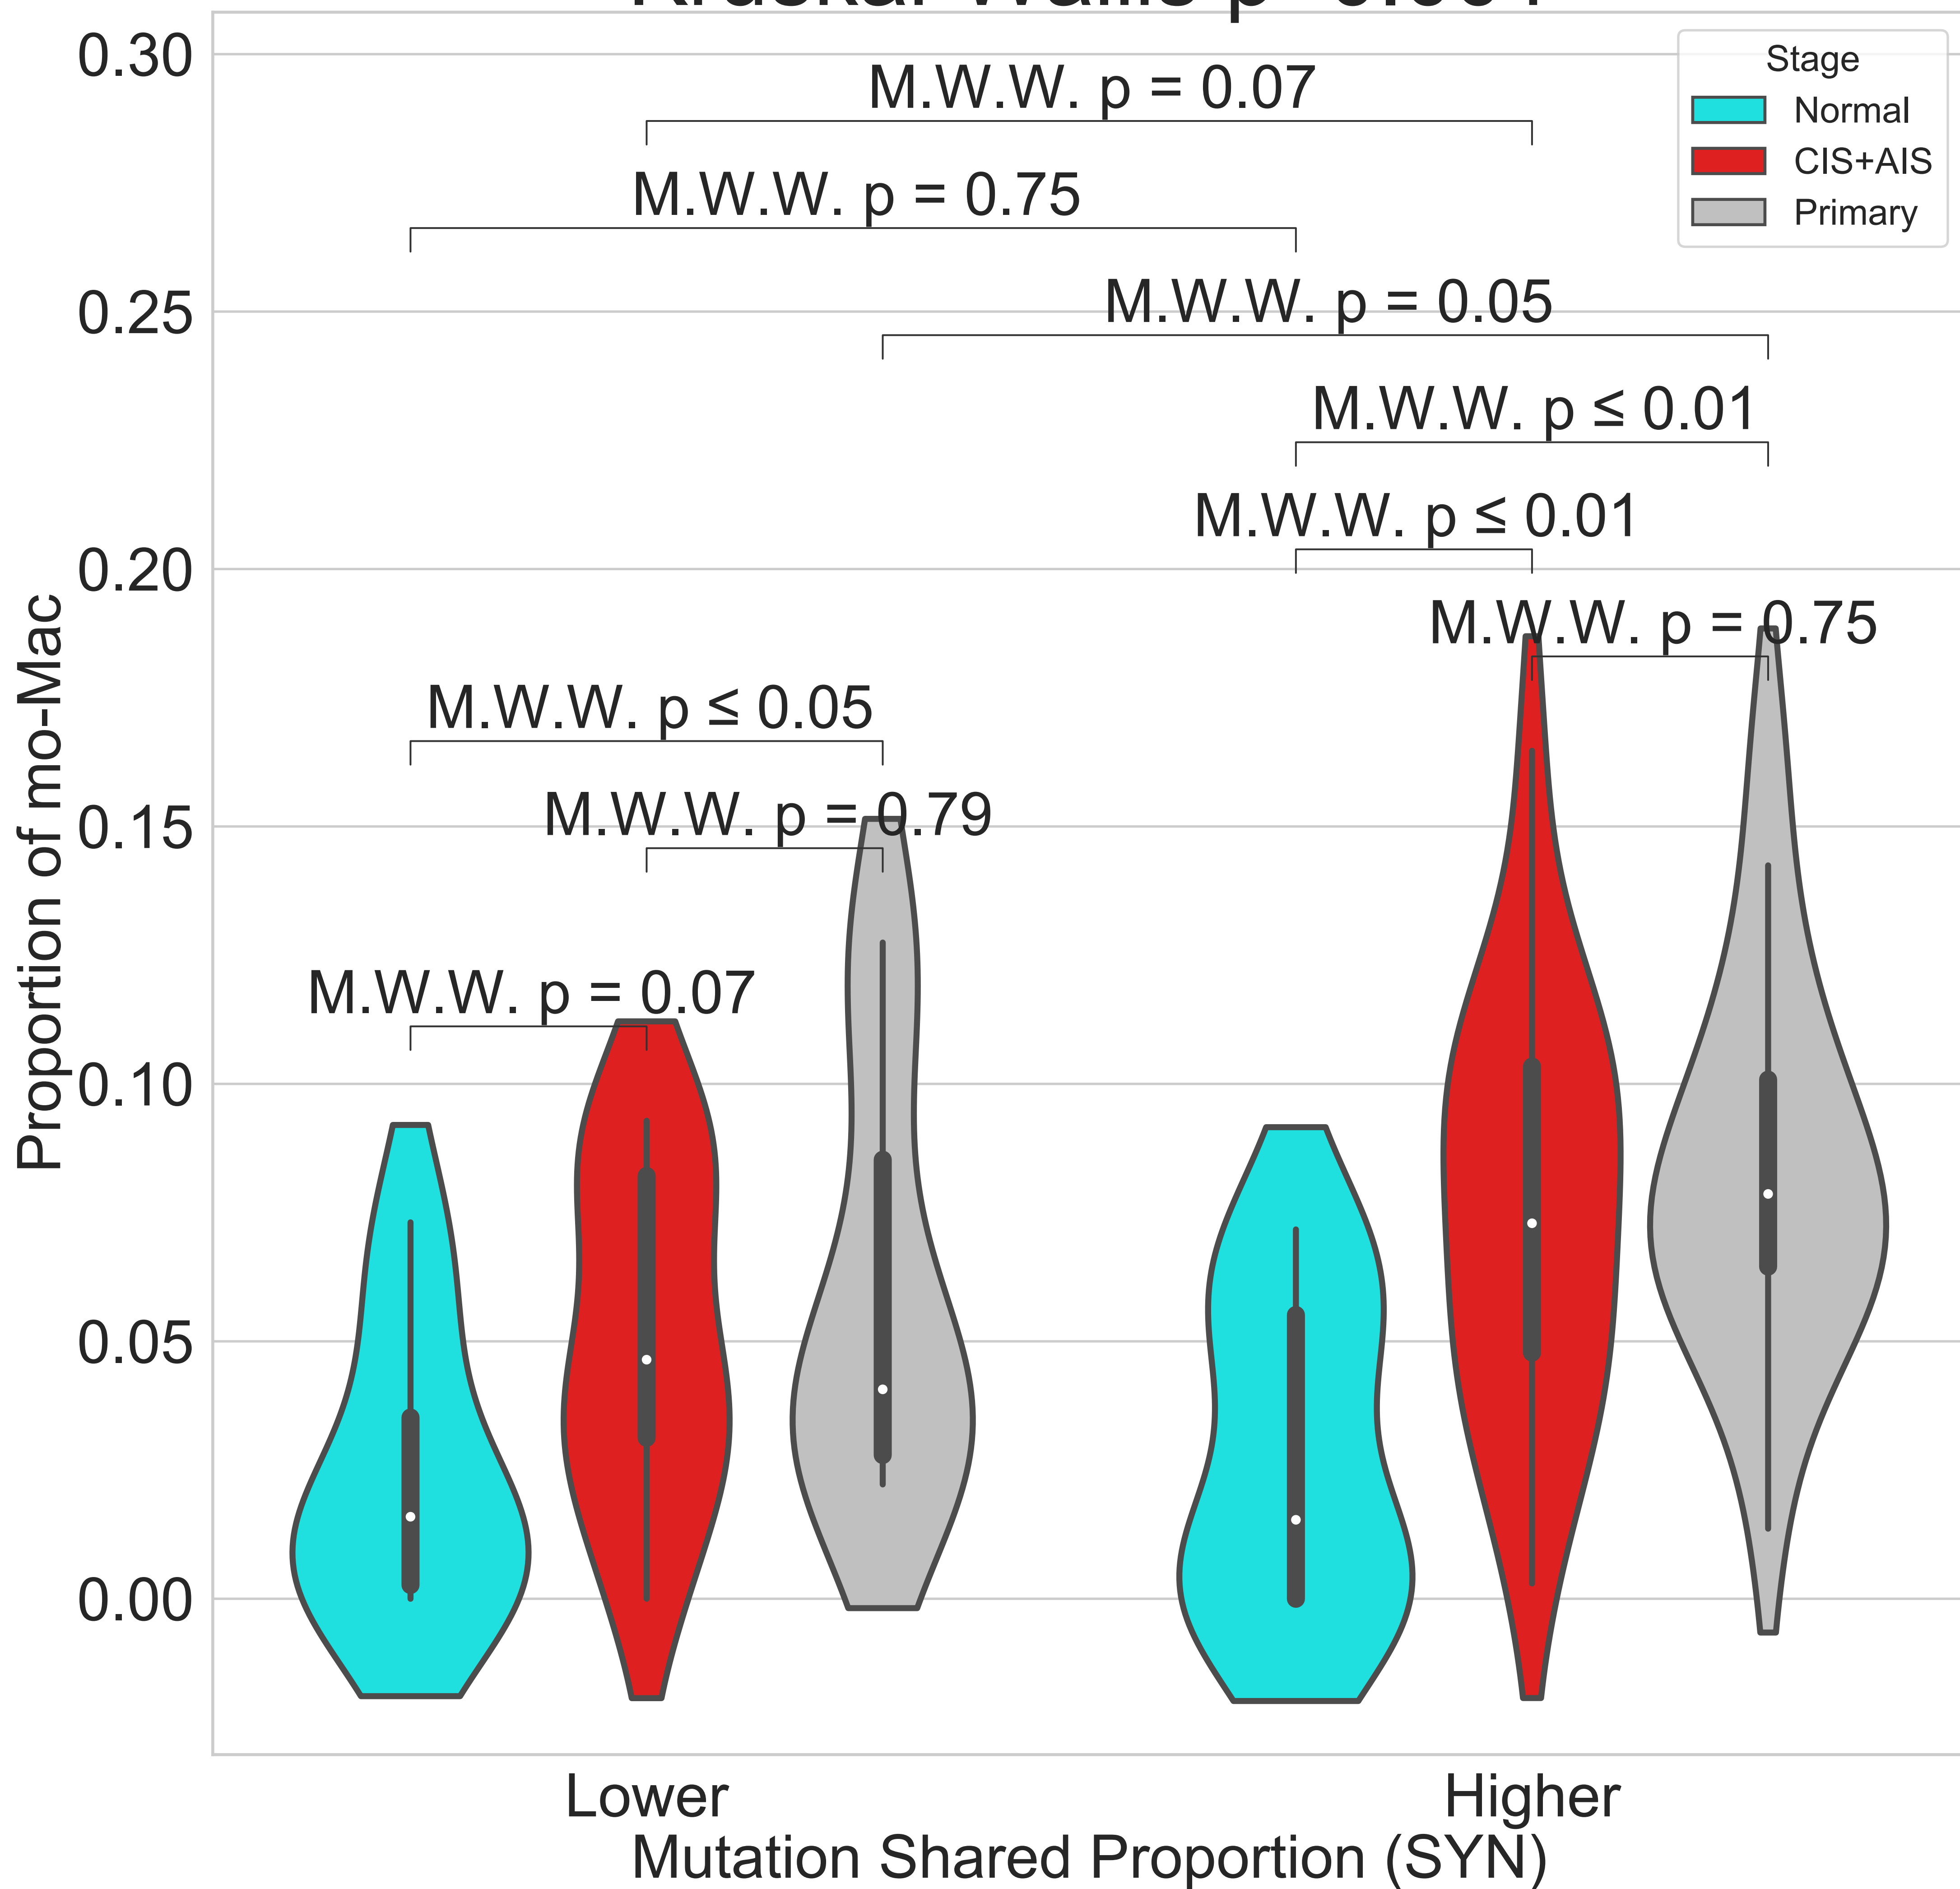 0.30
0.25
0.20
0.15
0.10
0.05
0.00
Proportion of mo-Mac
M.W.W. p = 0.07
M.W.W. p = 0.75
M.W.W. p = 0.05
M.W.W. p ≤ 0.01
M.W.W. p ≤ 0.01
M.W.W. p = 0.75
M.W.W. p ≤ 0.05
M.W.W. p = 0.79
M.W.W. p = 0.07
Stage
Normal
CIS+AIS
Primary
Lower
Higher
Mutation Shared Proportion (SYN)